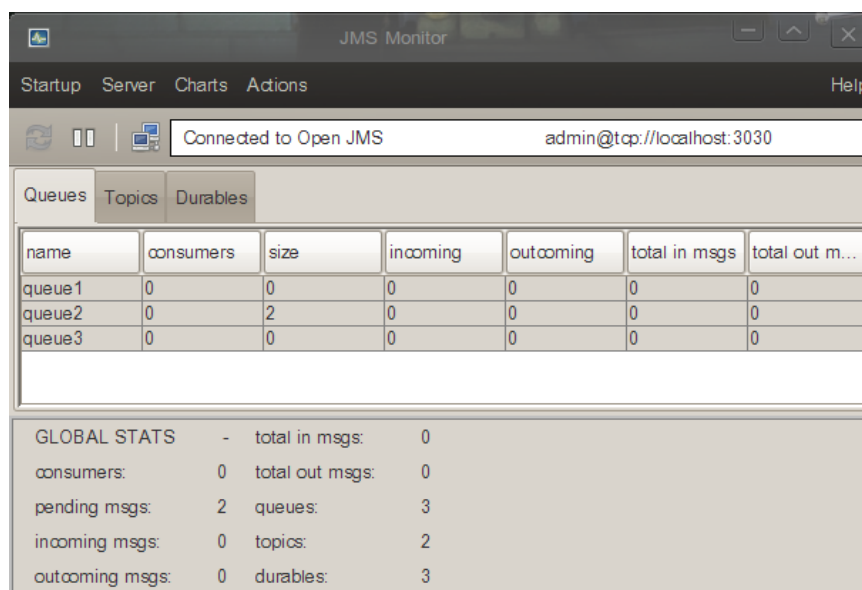 JMS Monitor
Startup Server Charts Actions Help
Connected to Open JMS admin@tcp://localhost:3030
Queues Topics Durables
name consumers size incoming outcoming total in msgs total out m...
queue1 0 0 0 0 0 0
queue2 0 2 0 0 0 0
queue3 0 0 0 0 0 0
GLOBAL STATS - total in msgs: 0
consumers: 0 total out msgs: 0
pending msgs: 2 queues: 3
incoming msgs: 0 topics: 2
outcoming msgs: 0 durables: 3